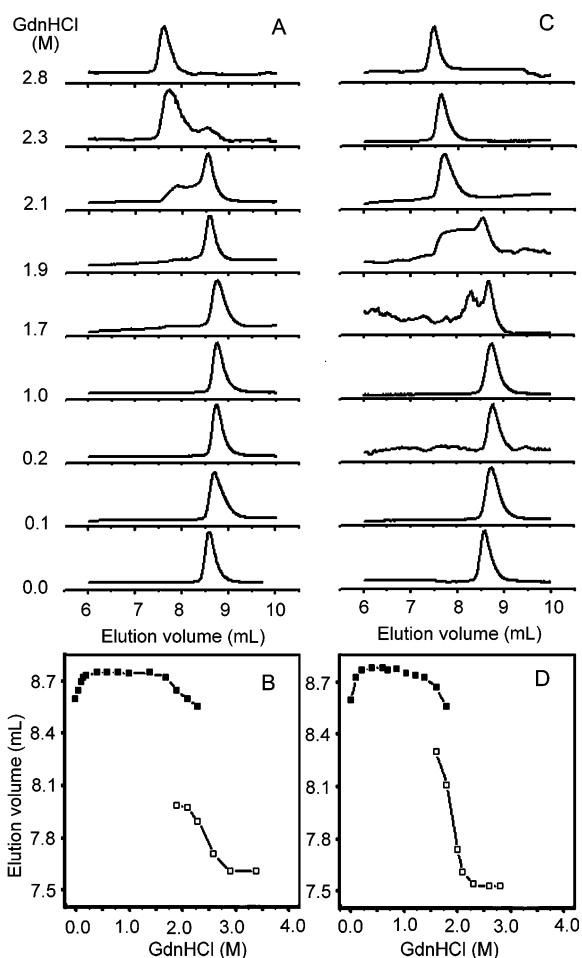 GdnHCl
(M)
A
C
2.8
2.3
2.1
1.9
1.7
1.0
0.2
0.1
0.0
6 7 8 9 10
6 7 8 9 10
Elution volume (mL)
Elution volume (mL)
B
D
8.7
8.4
8.1
7.8
7.5
8.7
8.4
8.1
7.8
7.5
Elution volume (mL)
0.0 1.0 2.0 3.0 4.0
0.0 1.0 2.0 3.0 4.0
GdnHCl (M)
GdnHCl (M)